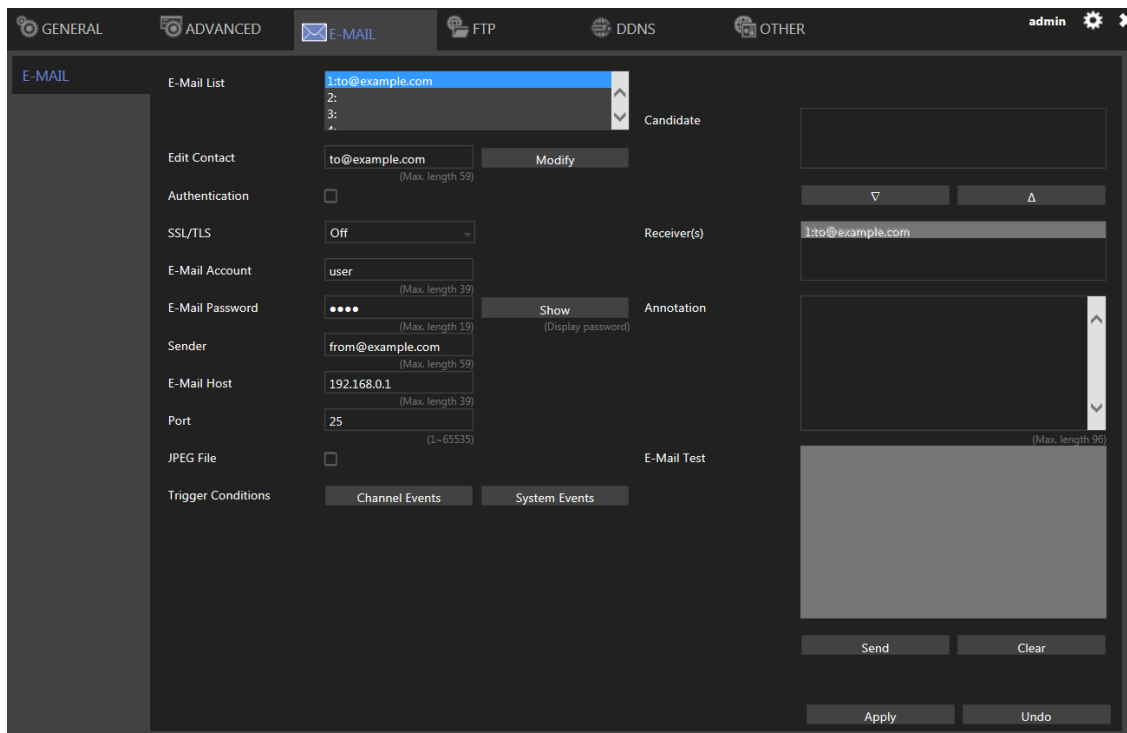 GENERAL ADVANCED E-MAIL FTP DDNS OTHER admin
E-MAIL
E-Mail List
1:to@example.com
2:
3:
4:
Edit Contact to@example.com Modify
(Max. length 59)
Authentication
SSL/TLS Off
E-Mail Account user
(Max. length 39)
E-Mail Password •••• Show
(Max. length 19) (Display password)
Sender from@example.com
(Max. length 59)
E-Mail Host 192.168.0.1
(Max. length 39)
Port 25
(1~65535)
JPEG File
Trigger Conditions Channel Events System Events
Candidate
∇ Δ
Receiver(s) 1:to@example.com
Annotation
(Max. length 96)
E-Mail Test
Send Clear
Apply Undo